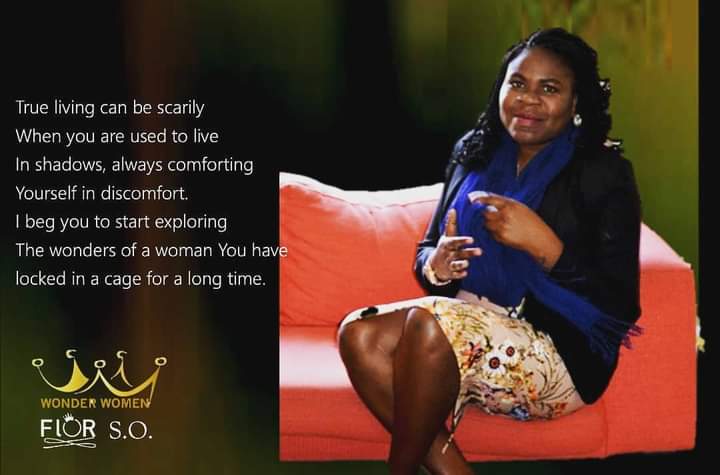 True living can be scarily
When you are used to live
In shadows, always comforting
Yourself in discomfort.
I beg you to start exploring
The wonders of a woman You have
locked in a cage for a long time.
WONDER WOMEN
FIOR S.O.